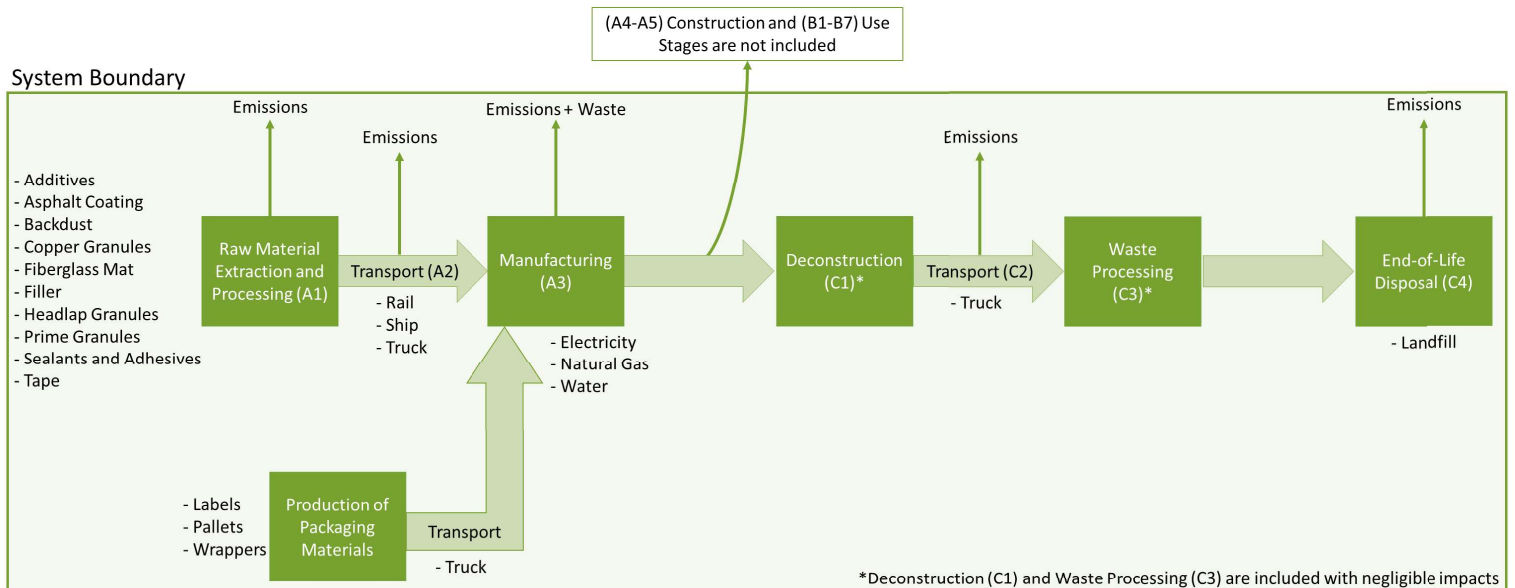 (A4-A5) Construction and (B1-B7) Use
Stages are not included
System Boundary
Emissions
Emissions
Emissions + Waste
Emissions
Emissions
- Additives
- Asphalt Coating
- Backdust
- Copper Granules
- Fiberglass Mat
- Filler
- Headlap Granules
- Prime Granules
- Sealants and Adhesives
- Tape
Raw Material
Extraction and
Processing (A1)
Transport (A2)
- Rail
- Ship
- Truck
Manufacturing
(A3)
- Electricity
- Natural Gas
- Water
Deconstruction
(C1)*
Transport (C2)
- Truck
Waste
Processing
(C3)*
End-of-Life
Disposal (C4)
- Landfill
- Labels
- Pallets
- Wrappers
Production of
Packaging
Materials
Transport
- Truck
*Deconstruction (C1) and Waste Processing (C3) are included with negligible impacts